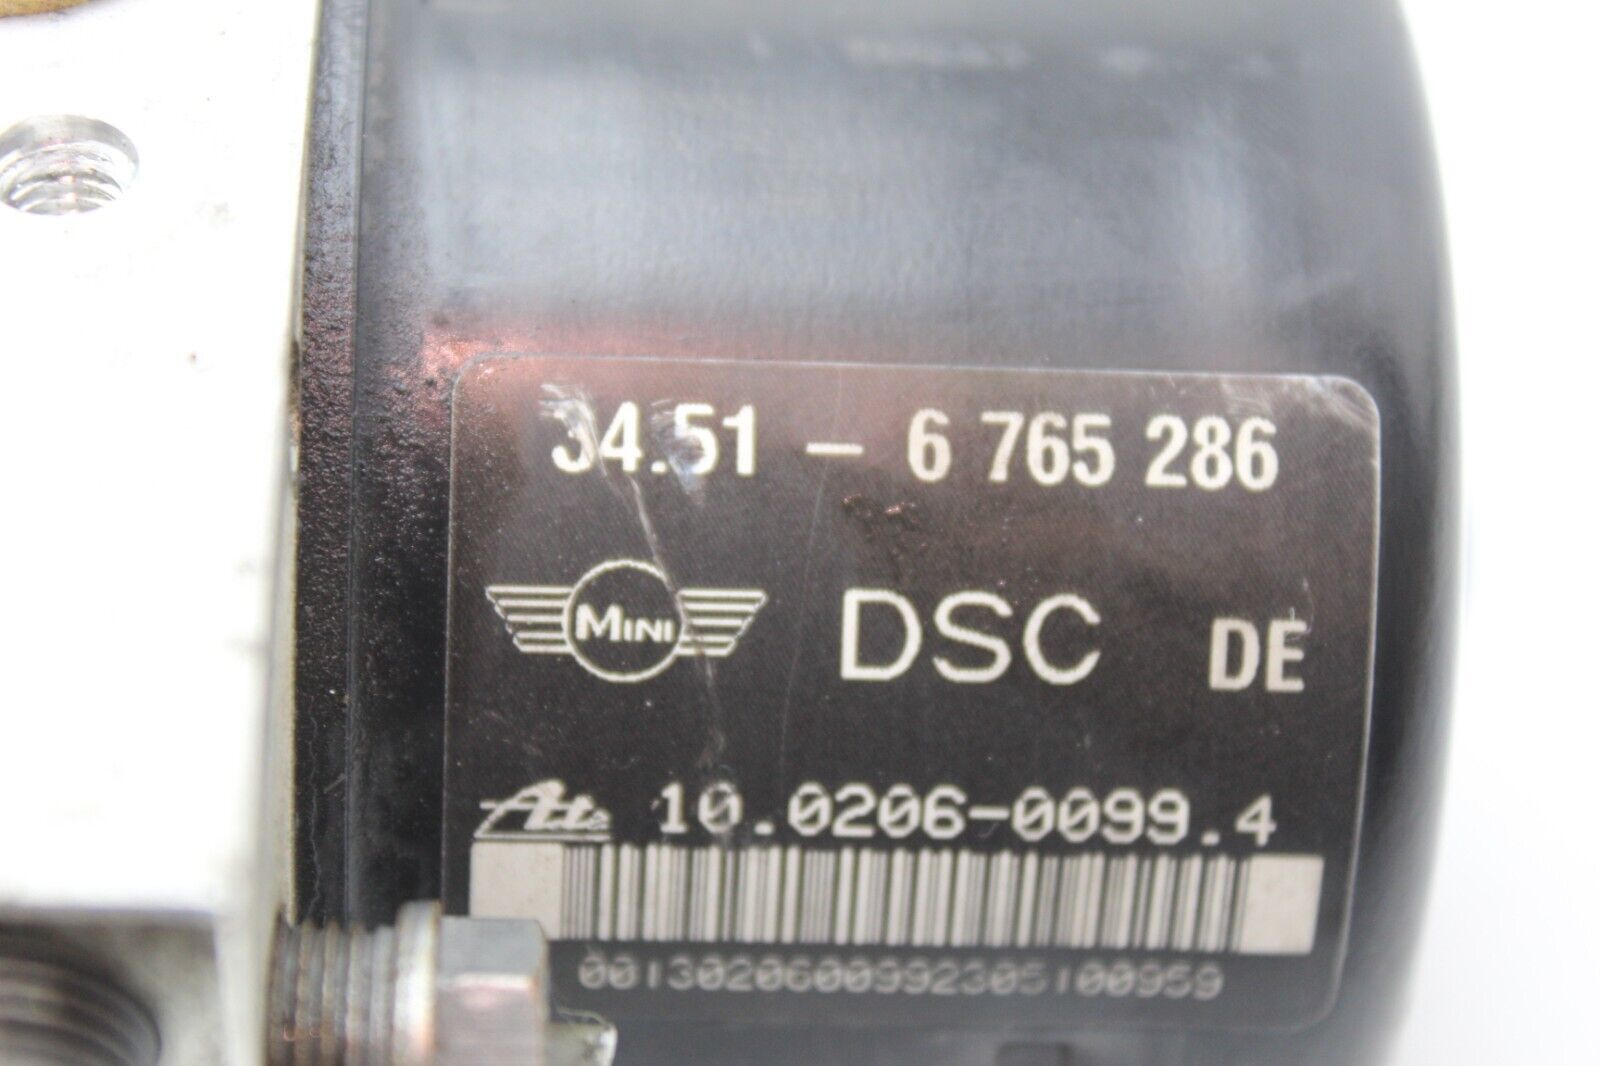 34.51 – 6 765 286
MINI DSC DE
Ate 10.0206-0099.4
0013020600992305100959